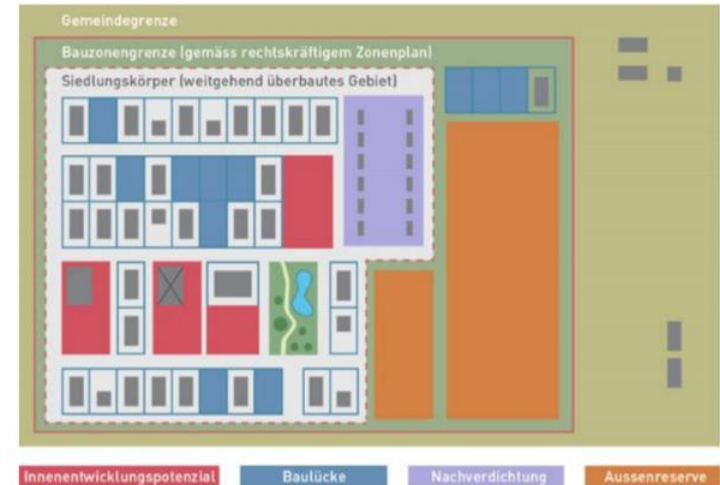 Gemeindegrenze
Bauzonengrenze (gemäss rechtskräftigem Zonenplan)
Siedlungskörper (weitgehend überbautes Gebiet)
Innenentwicklungspotenzial
Baulücke
Nachverdichtung
Aussenreserve